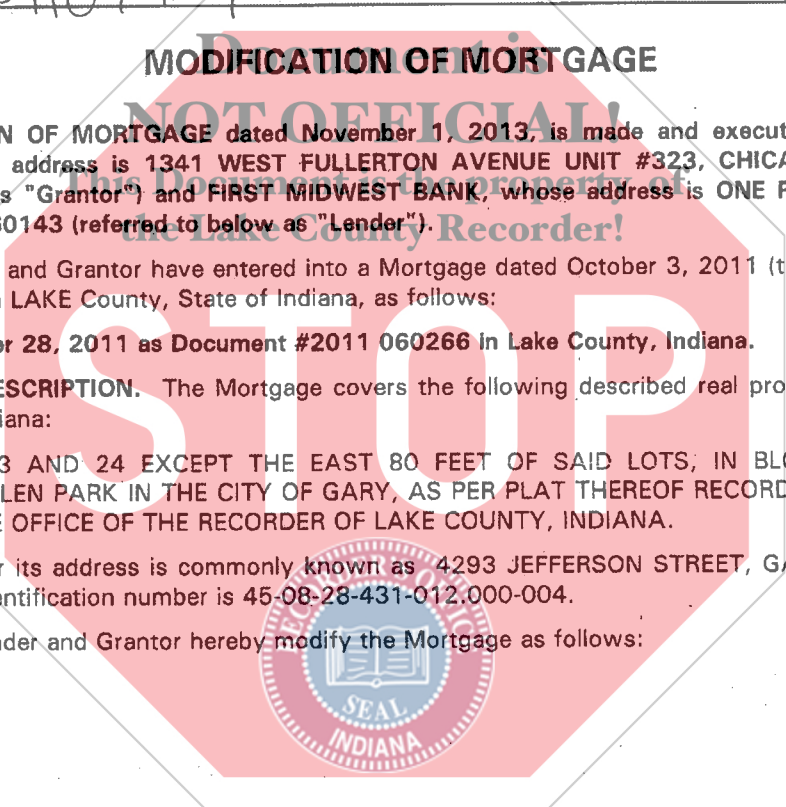 MODIFICATION OF MORTGAGE
Document is
NOT OFFICIAL!
This Document is the property of
the Lake County Recorder!
N OF MORTGAGE dated November 1, 2013, is made and execut
address is 1341 WEST FULLERTON AVENUE UNIT #323, CHICA
s "Grantor") and FIRST MIDWEST BANK, whose address is ONE P
60143 (referred to below as "Lender").
and Grantor have entered into a Mortgage dated October 3, 2011 (t
LAKE County, State of Indiana, as follows:
er 28, 2011 as Document #2011 060266 in Lake County, Indiana.
ESCRIPTION. The Mortgage covers the following described real pro
iana:
3 AND 24 EXCEPT THE EAST 80 FEET OF SAID LOTS, IN BLO
LEN PARK IN THE CITY OF GARY, AS PER PLAT THEREOF RECORD
E OFFICE OF THE RECORDER OF LAKE COUNTY, INDIANA.
r its address is commonly known as 4293 JEFFERSON STREET, GA
entification number is 45-08-28-431-012.000-004.
nder and Grantor hereby modify the Mortgage as follows:
STOP
RECORDER'S OFFICE
SEAL
INDIANA